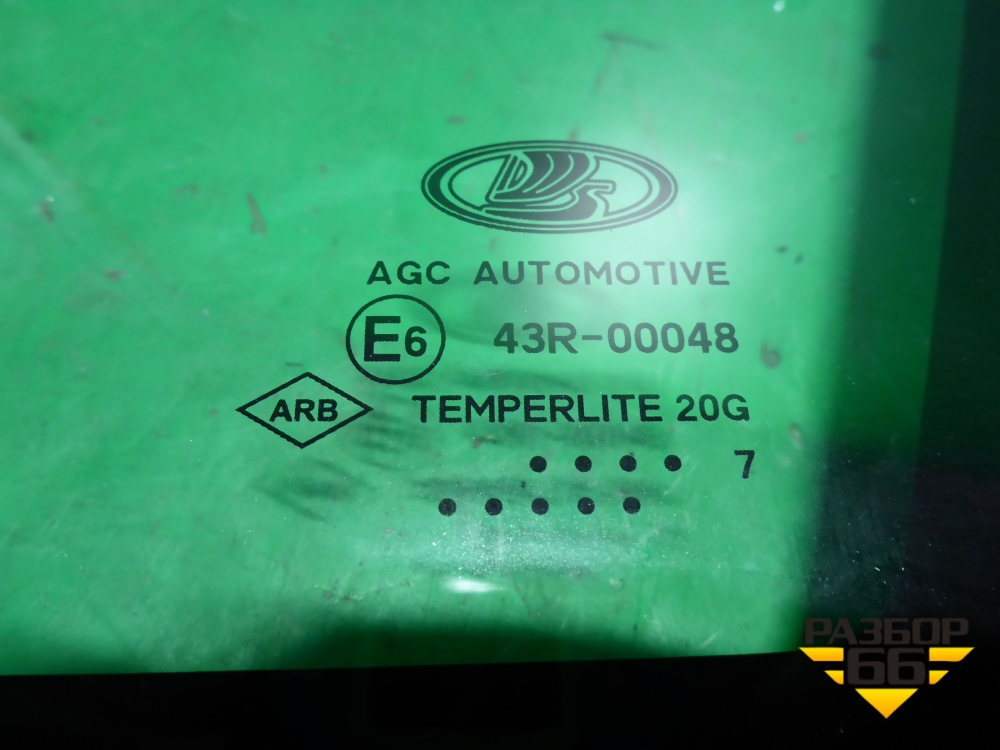 AGC AUTOMOTIVE
E6 43R-00048
ARB TEMPERLITE 20G
7
РАЗБОР
66